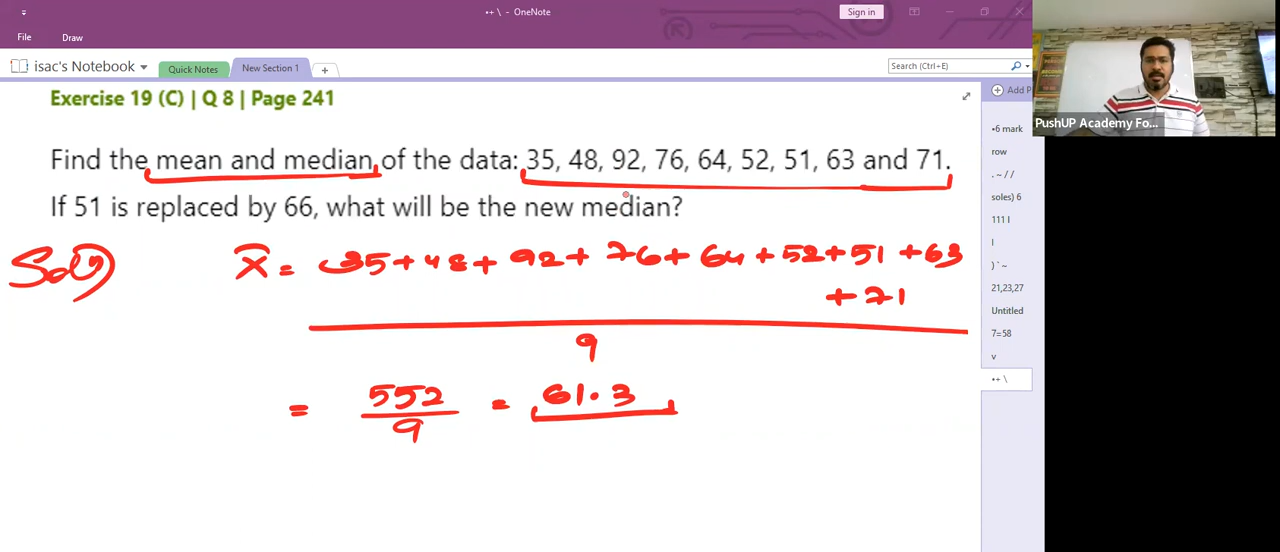 •+ \ - OneNote
Sign in
File
Draw
isac's Notebook
Quick Notes
New Section 1
+
Search (Ctrl+E)
Add P
Exercise 19 (C) | Q 8 | Page 241
Find the mean and median of the data: 35, 48, 92, 76, 64, 52, 51, 63 and 71.
If 51 is replaced by 66, what will be the new median?
Sol(n)
X̄ = 35 + 48 + 92 + 76 + 64 + 52 + 51 + 63
+ 71
9
= 552 = 61.3
9
•6 mark
row
. ~ / /
soles) 6
111 I
I
) ` ~
21,23,27
Untitled
7=58
v
•+ \
PushUP Academy Fo...